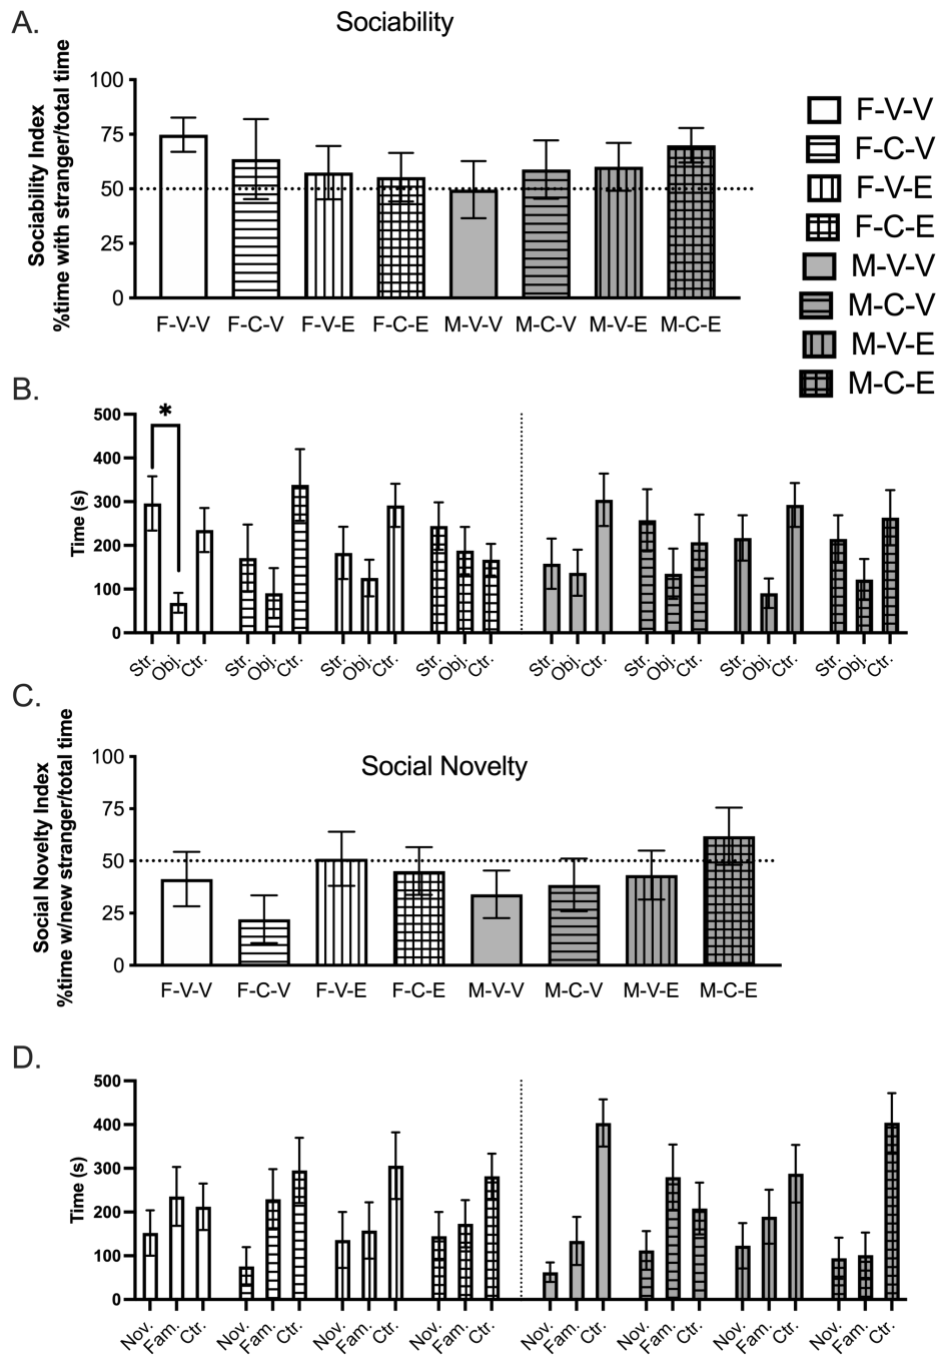 A.
Sociability
Sociability Index
%time with stranger/total time
100
75
50
25
0
F-V-V F-C-V F-V-E F-C-E M-V-V M-C-V M-V-E M-C-E
F-V-V
F-C-V
F-V-E
F-C-E
M-V-V
M-C-V
M-V-E
M-C-E
B.
Time (s)
500
400
300
200
100
0
*
Str. Obj. Ctr. Str. Obj. Ctr. Str. Obj. Ctr. Str. Obj. Ctr. Str. Obj. Ctr. Str. Obj. Ctr. Str. Obj. Ctr. Str. Obj. Ctr.
C.
Social Novelty
Social Novelty Index
%time w/new stranger/total time
100
75
50
25
0
F-V-V F-C-V F-V-E F-C-E M-V-V M-C-V M-V-E M-C-E
D.
Time (s)
500
400
300
200
100
0
Nov. Fam. Ctr. Nov. Fam. Ctr. Nov. Fam. Ctr. Nov. Fam. Ctr. Nov. Fam. Ctr. Nov. Fam. Ctr. Nov. Fam. Ctr. Nov. Fam. Ctr.